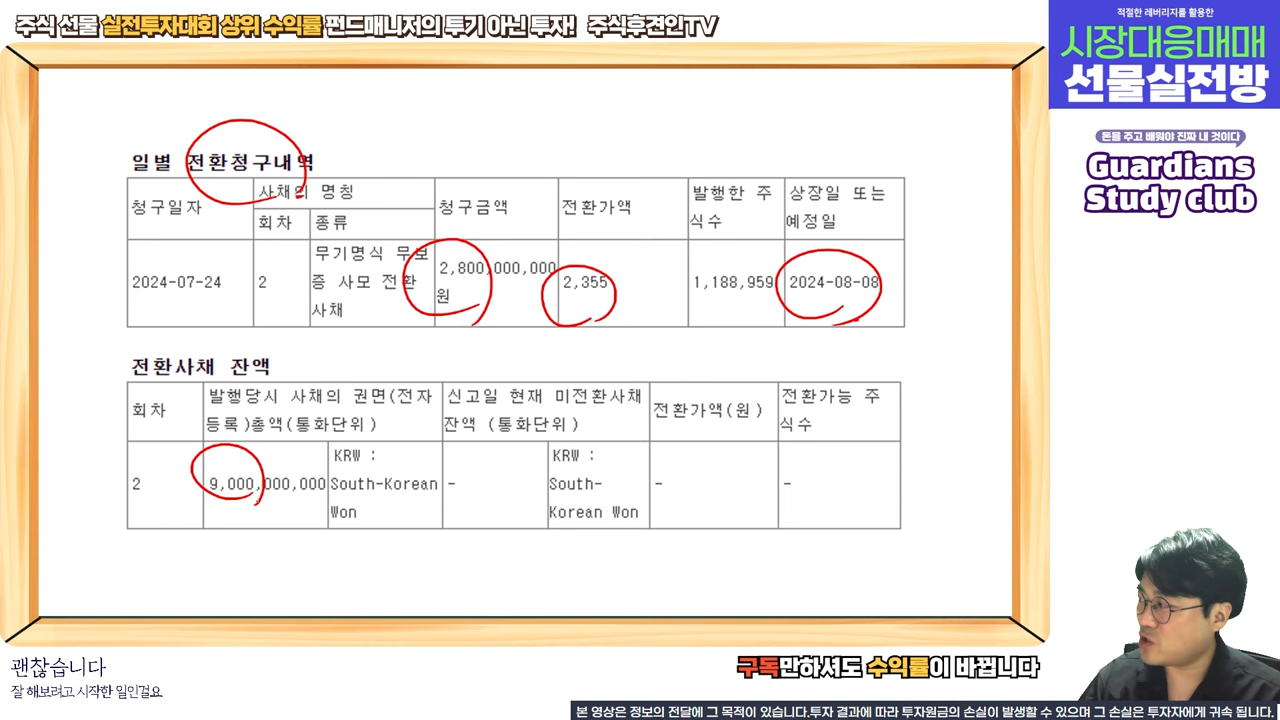 주식 선물 실전투자대회 상위 수익률 펀드매니저의 투기 아닌 투자! 주식후견인TV
적절한 레버리지를 활용한
시장대응매매
선물실전방
돈을 주고 배워야 진짜 내 것이다
Guardians
Study club
일별 전환청구내역
청구일자
사채의 명칭
회차
종류
청구금액
전환가액
발행한 주
식수
상장일 또는
예정일
2024-07-24
2
무기명식 무보
증 사모 전환
사채
2,800,000,000
원
2,355
1,188,959
2024-08-08
전환사채 잔액
회차
발행당시 사채의 권면(전자
등록)총액(통화단위)
신고일 현재 미전환사채
잔액 (통화단위)
전환가액(원)
전환가능 주
식수
2
9,000,000,000
KRW :
South-Korean
Won
-
KRW :
South-
Korean Won
-
-
괜찮습니다
잘 해보려고 시작한 일인걸요
구독만하셔도 수익률이 바뀝니다
본 영상은 정보의 전달에 그 목적이 있습니다.투자 결과에 따라 투자원금의 손실이 발생할 수 있으며 그 손실은 투자자에게 귀속 됩니다.